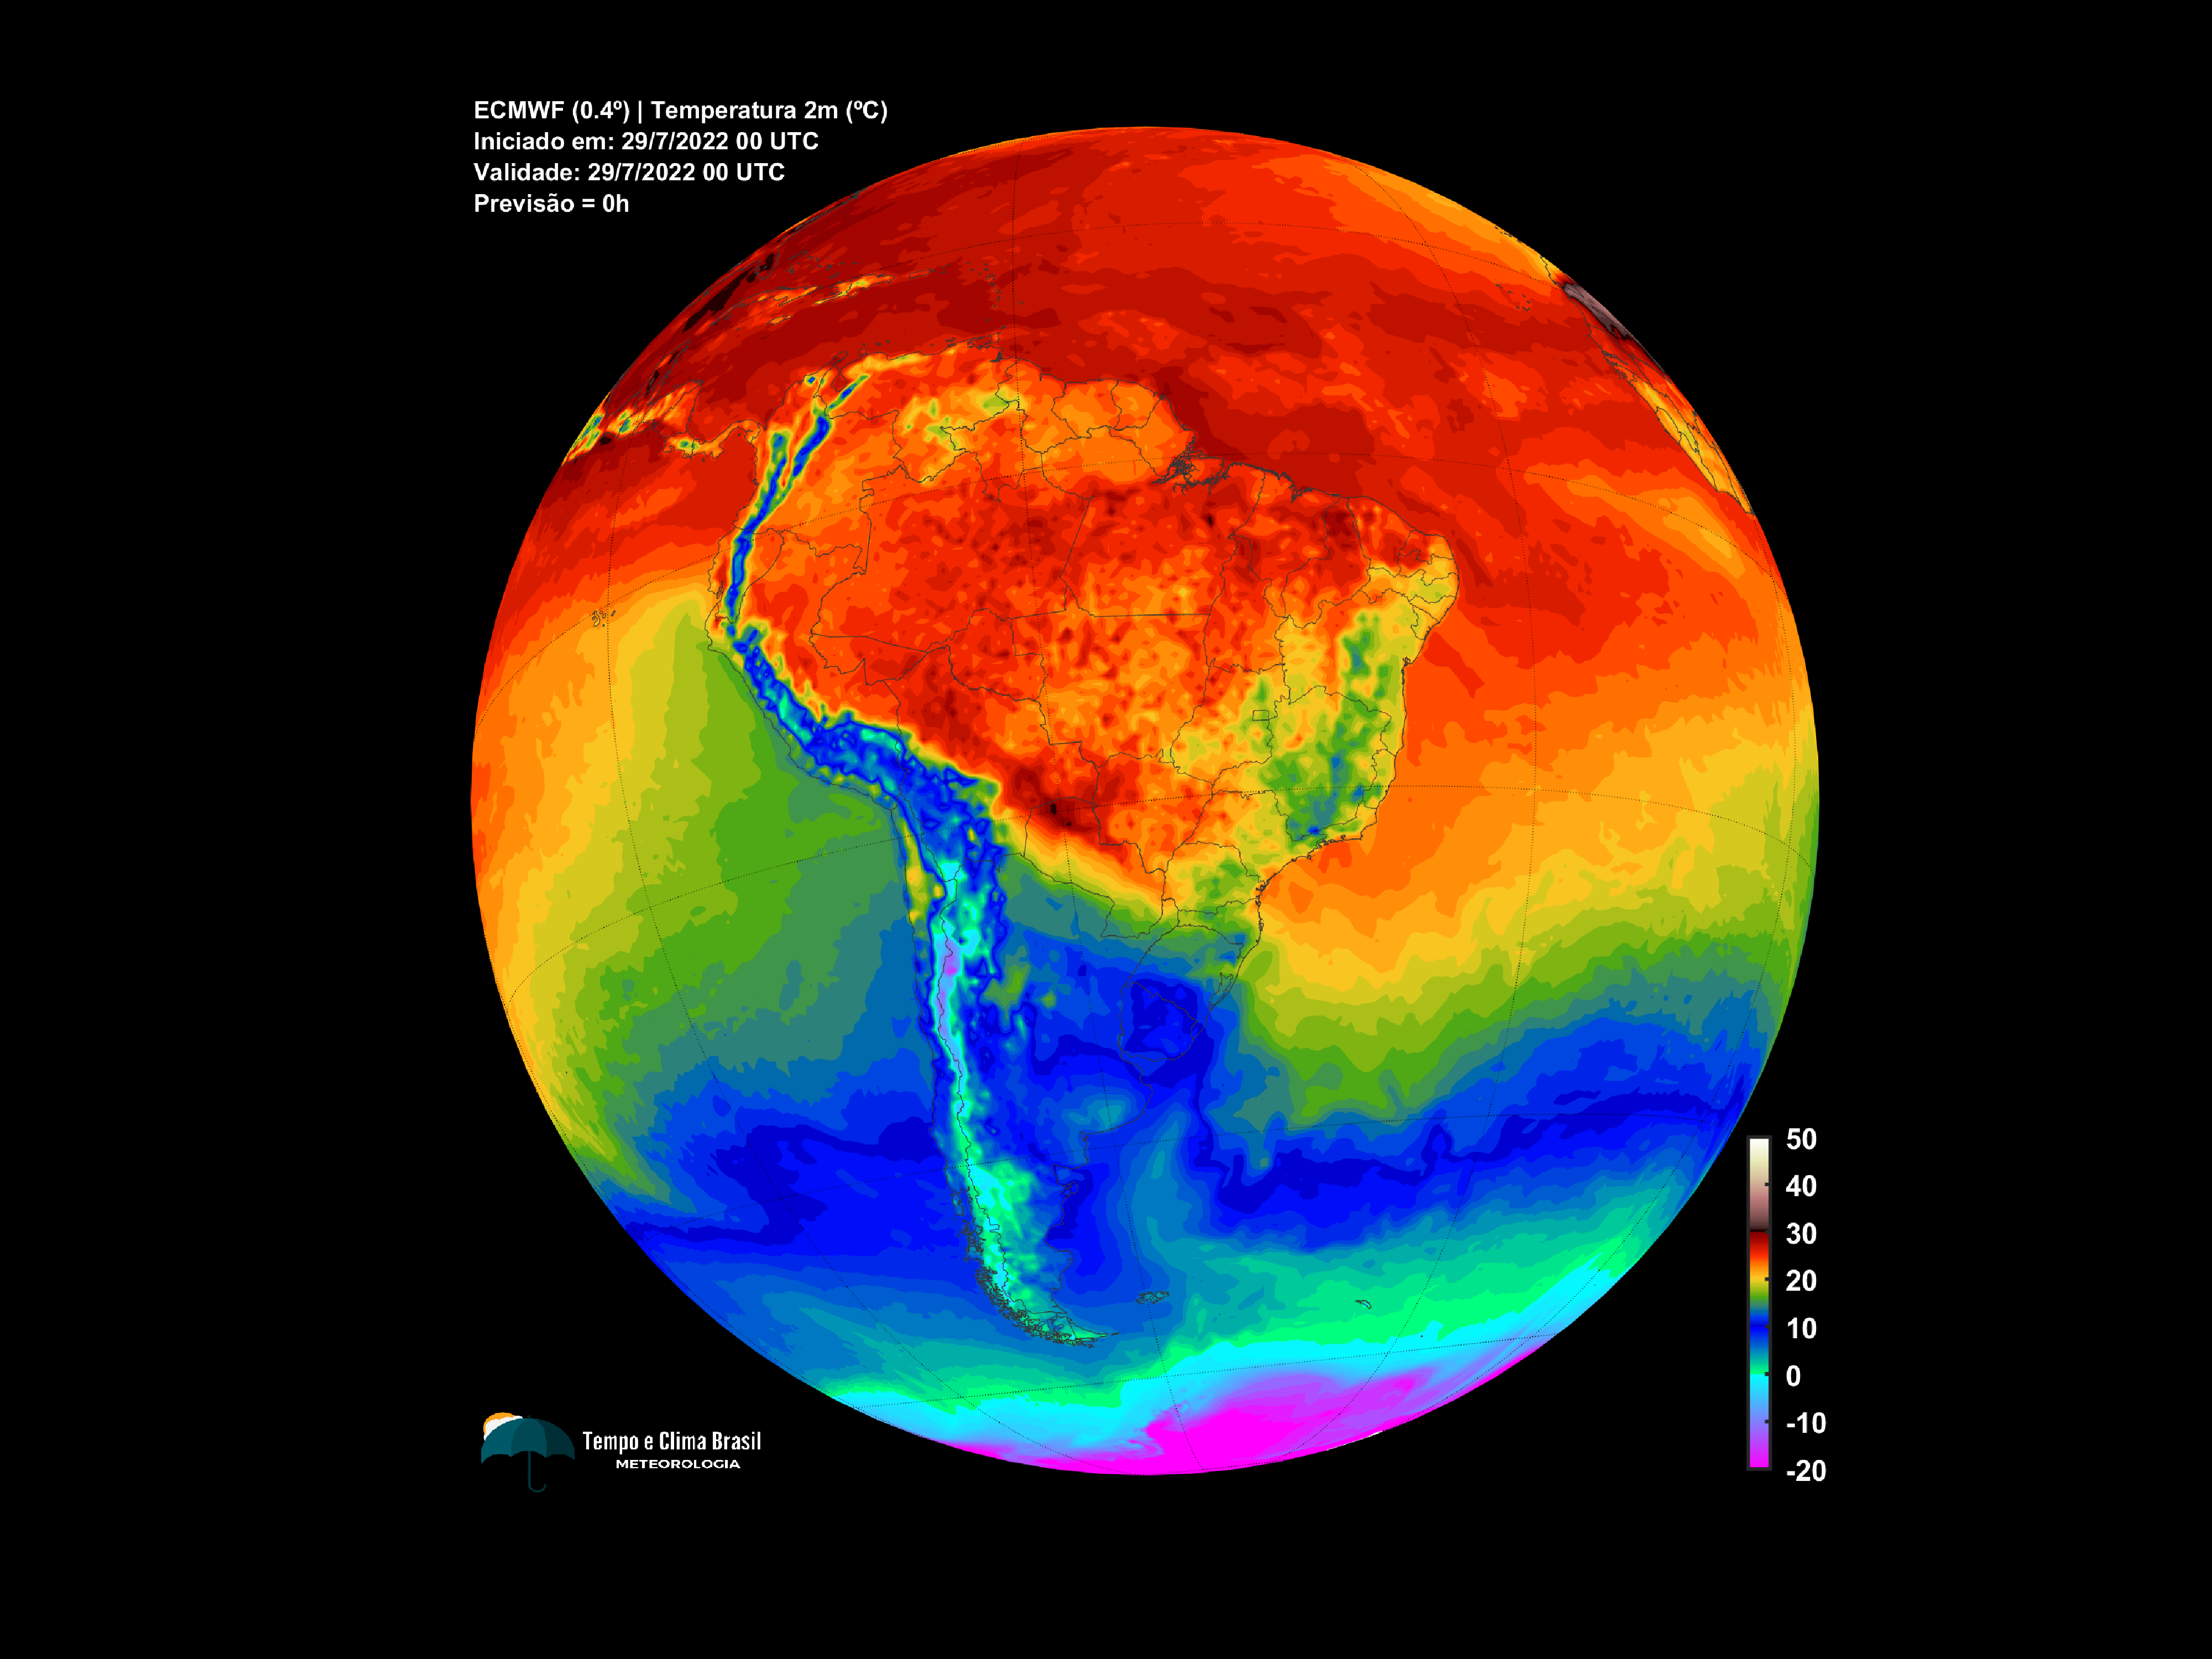 ECMWF (0.4º) | Temperatura 2m (ºC)
Iniciado em: 29/7/2022 00 UTC
Validade: 29/7/2022 00 UTC
Previsão = 0h
50
40
30
20
10
0
-10
-20
Tempo e Clima Brasil
METEOROLOGIA